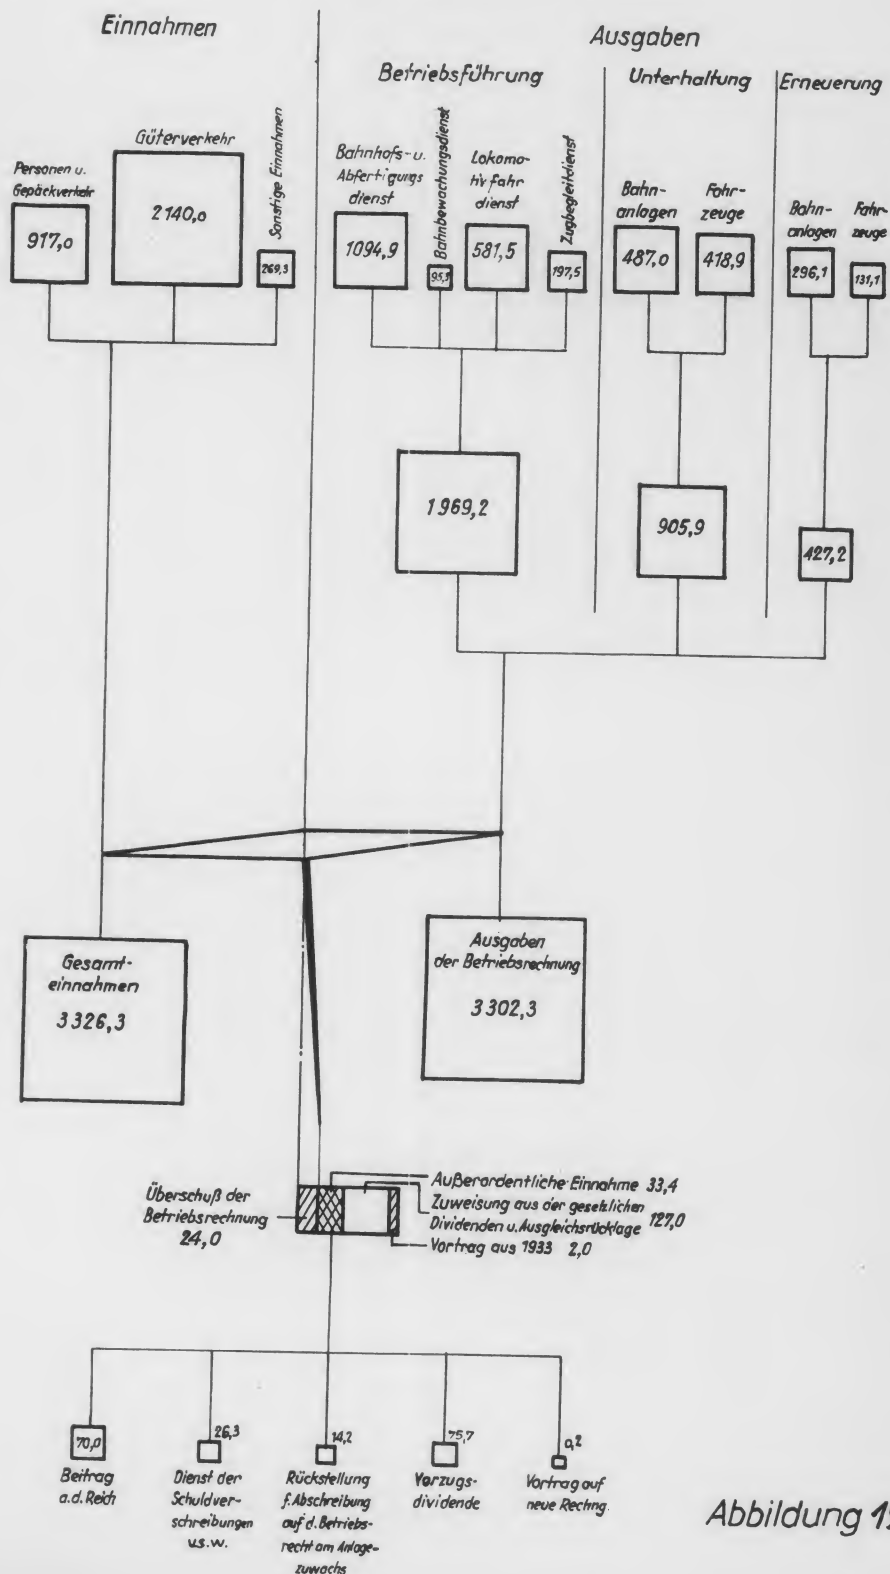 Einnahmen
Ausgaben
Betriebsführung
Unterhaltung
Erneuerung
Personen u.
Gepäckverkehr
917,0
Güterverkehr
2140,0
Sonstige Einnahmen
269,3
Bahnhofs- u.
Abfertigungs
dienst
1094,9
Bahnbewachungsdienst
Lokomo-
tivfahr
dienst
581,5
Zugbegleitdienst
197,5
Bahn-
anlagen
487,0
Fahr-
zeuge
418,9
Bahn-
anlagen
296,1
Fahr-
zeuge
131,1
1969,2
905,9
427,2
Gesamt-
einnahmen
3326,3
Ausgaben
der Betriebsrechnung
3302,3
Überschuß der
Betriebsrechnung
24,0
Außerordentliche Einnahme 33,4
Zuweisung aus der gesetzlichen
Dividenden u. Ausgleichsrücklage 127,0
Vortrag aus 1933 2,0
70,0
Beitrag
a.d. Reich
26,3
Dienst der
Schuldver-
schreibungen
u.s.w.
14,2
Rückstellung
f. Abschreibung
auf d. Betriebs-
recht am Anlage-
zuwachs
75,7
Vorzugs-
dividende
0,2
Vortrag auf
neue Rechng.
Abbildung